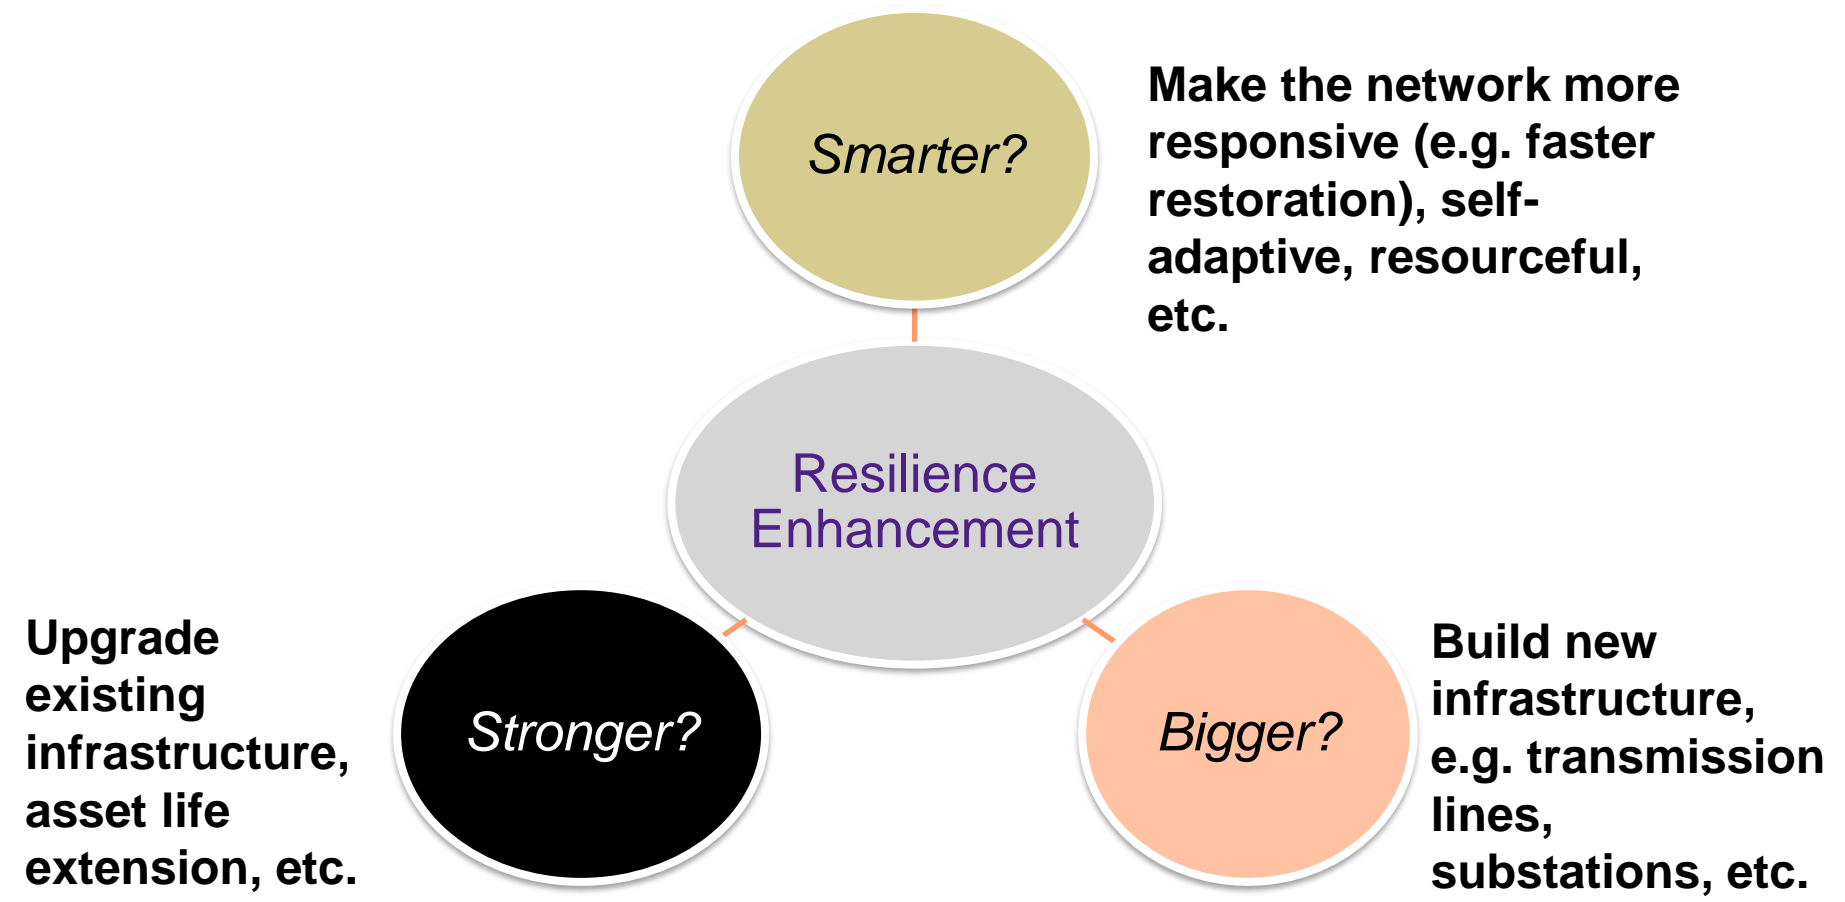 Smarter?
Make the network more
responsive (e.g. faster
restoration), self-
adaptive, resourceful,
etc.
Resilience
Enhancement
Upgrade
existing
infrastructure,
asset life
extension, etc.
Stronger?
Bigger?
Build new
infrastructure,
e.g. transmission
lines,
substations, etc.